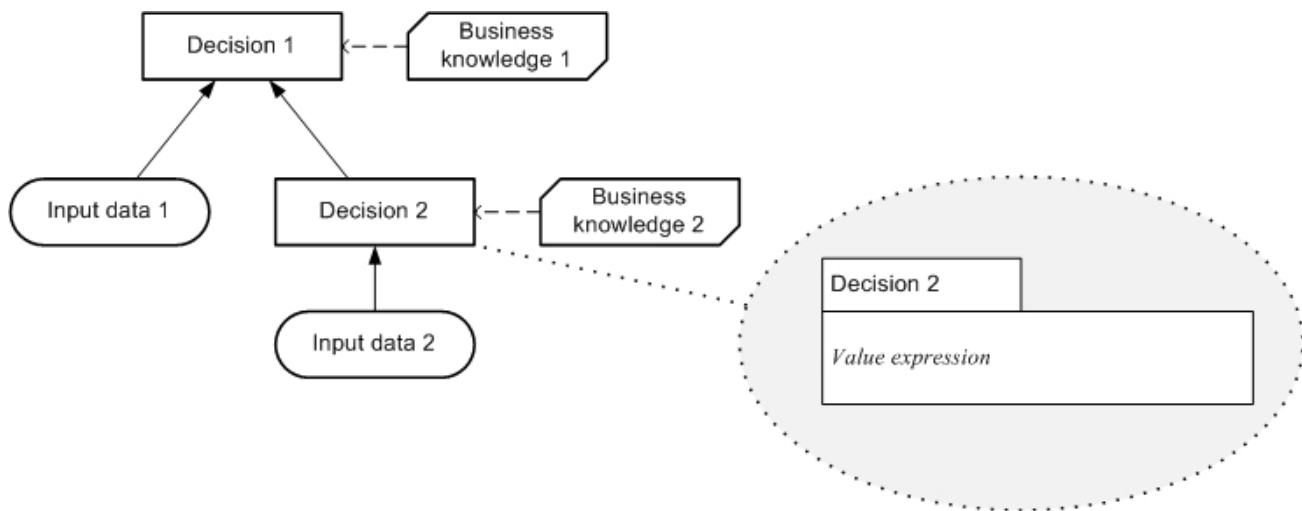 Decision 1
Business
knowledge 1
Input data 1
Decision 2
Business
knowledge 2
Input data 2
Decision 2
Value expression